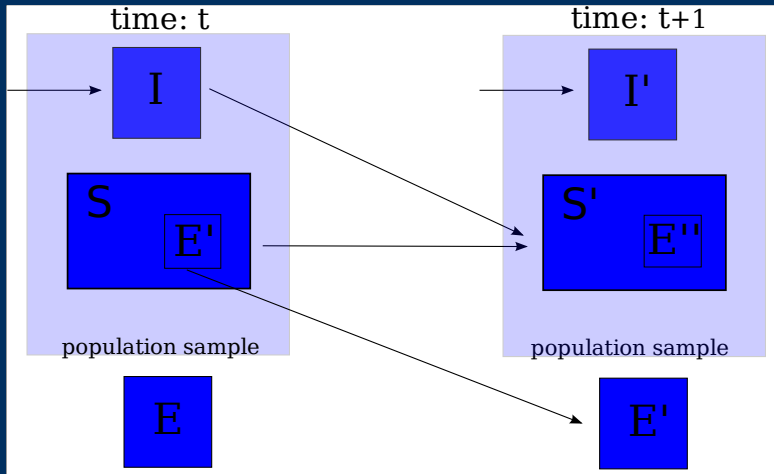 time: t
time: t+1
I
I'
S
S'
E'
E''
population sample
population sample
E
E'